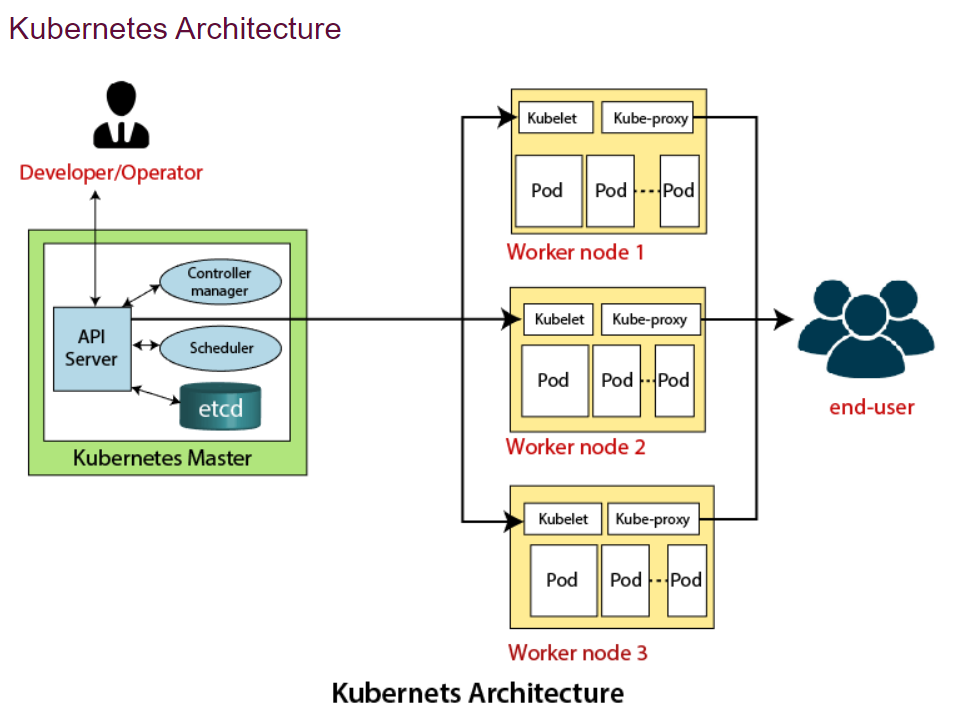 Kubernetes Architecture
Developer/Operator
Controller
manager
API
Server
Scheduler
etcd
Kubernetes Master
Kubelet
Kube-proxy
Pod
Pod
Pod
Worker node 1
Kubelet
Kube-proxy
Pod
Pod
Pod
Worker node 2
Kubelet
Kube-proxy
Pod
Pod
Pod
Worker node 3
end-user
Kubernets Architecture